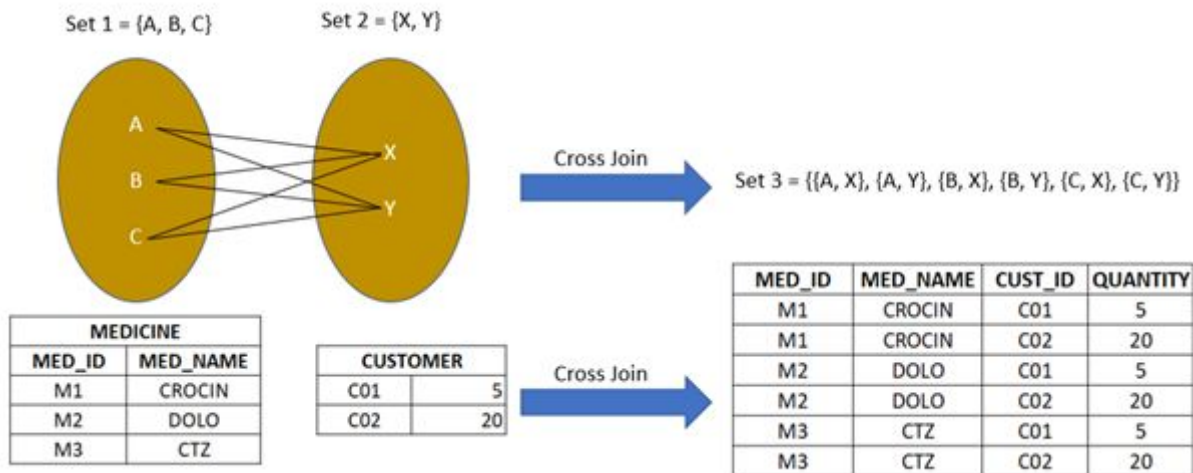 Set 1 = {A, B, C}
Set 2 = {X, Y}
A
B
C
X
Y
Cross Join
Set 3 = {{A, X}, {A, Y}, {B, X}, {B, Y}, {C, X}, {C, Y}}
MEDICINE
MED_ID MED_NAME
M1 CROCIN
M2 DOLO
M3 CTZ
CUSTOMER
C01 5
C02 20
Cross Join
MED_ID MED_NAME CUST_ID QUANTITY
M1 CROCIN C01 5
M1 CROCIN C02 20
M2 DOLO C01 5
M2 DOLO C02 20
M3 CTZ C01 5
M3 CTZ C02 20